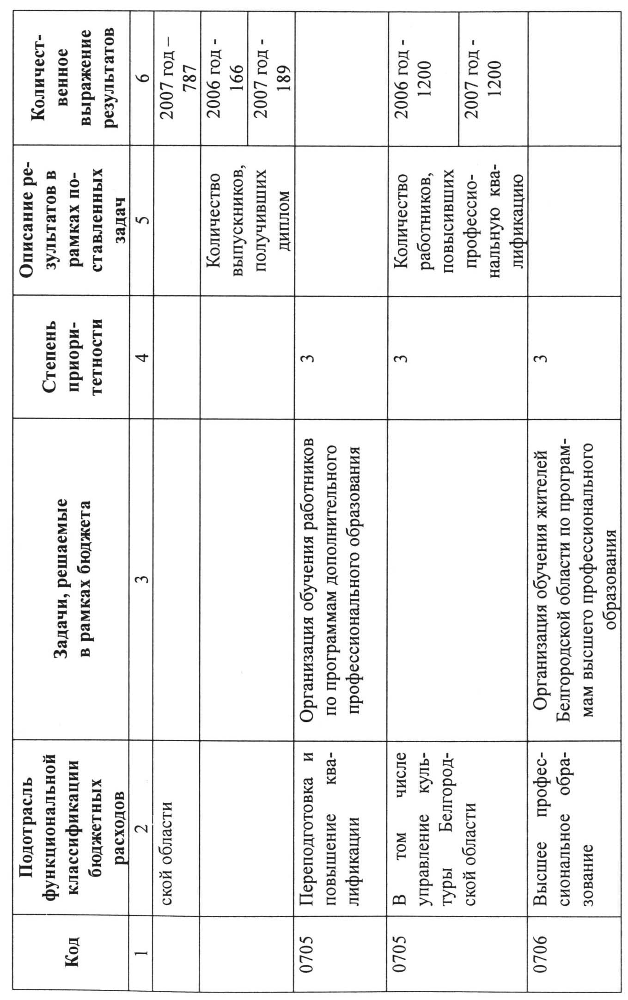 Код
Подотрасль
функциональной
классификации
бюджетных
расходов
Задачи, решаемые
в рамках бюджета
Степень
приори-
тетности
Описание ре-
зультатов в
рамках по-
ставленных
задач
Количест-
венное
выражение
результатов
1
2
3
4
5
6
ской области
2007 год –
787
Количество
выпускников,
получивших
диплом
2006 год -
166
2007 год -
189
0705
Переподготовка и
повышение ква-
лификации
Организация обучения работников
по программам дополнительного
профессионального образования
3
0705
В том числе
управление куль-
туры Белгород-
ской области
3
Количество
работников,
повысивших
профессио-
нальную ква-
лификацию
2006 год -
1200
2007 год -
1200
0706
Высшее профес-
сиональное обра-
зование
Организация обучения жителей
Белгородской области по програм-
мам высшего профессионального
образования
3